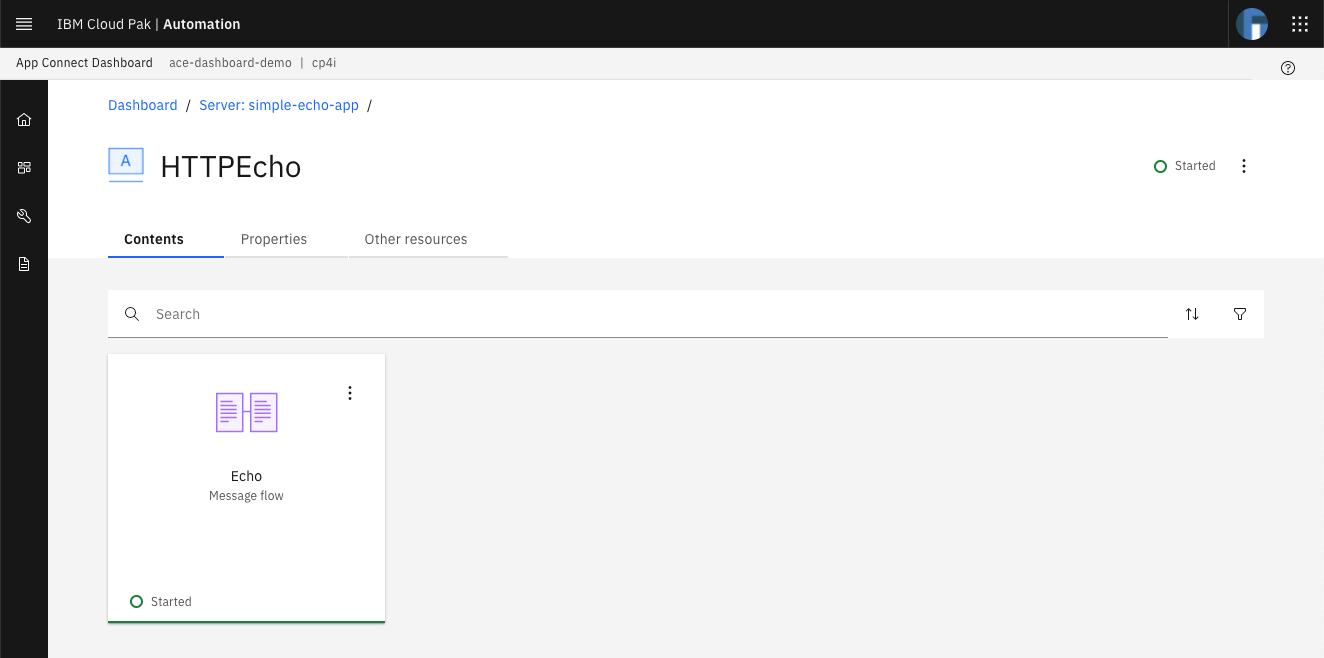 IBM Cloud Pak | Automation
App Connect Dashboard ace-dashboard-demo | cp4i
Dashboard / Server: simple-echo-app /
A
HTTPEcho
Started
Contents Properties Other resources
Search
Echo
Message flow
Started